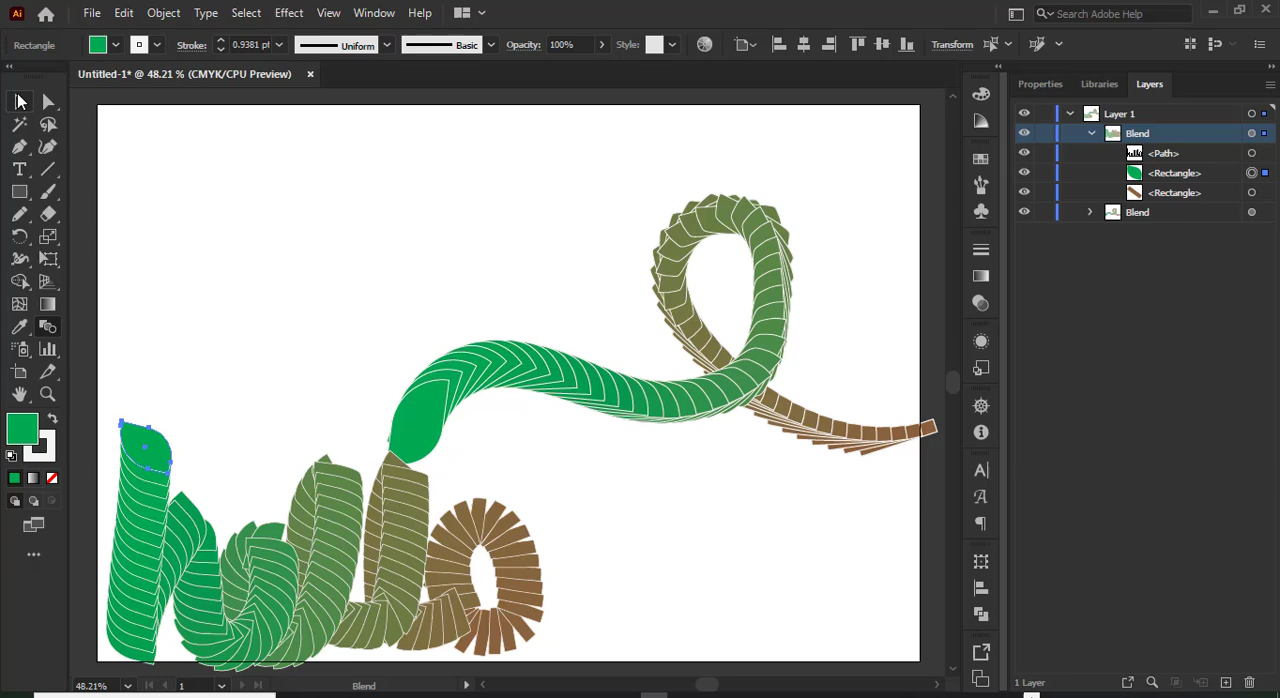 Ai File Edit Object Type Select Effect View Window Help Search Adobe Help
Rectangle Stroke: 0.9381 pt Uniform Basic Opacity: 100% Style: Transform
Untitled-1* @ 48.21 % (CMYK/CPU Preview)
Properties Libraries Layers
Layer 1
Blend
<Path>
<Rectangle>
<Rectangle>
Blend
hello
48.21% 1 Blend 1 Layer